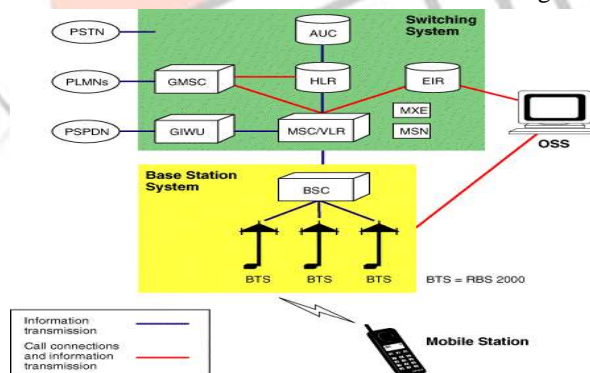 Switching
System
PSTN
AUC
PLMNs
GMSC
HLR
EIR
MXE
PSPDN
GIWU
MSC/VLR
MSN
OSS
Base Station
System
BSC
BTS BTS BTS
BTS = RBS 2000
Information
transmission
Call connections
and information
transmission
Mobile Station